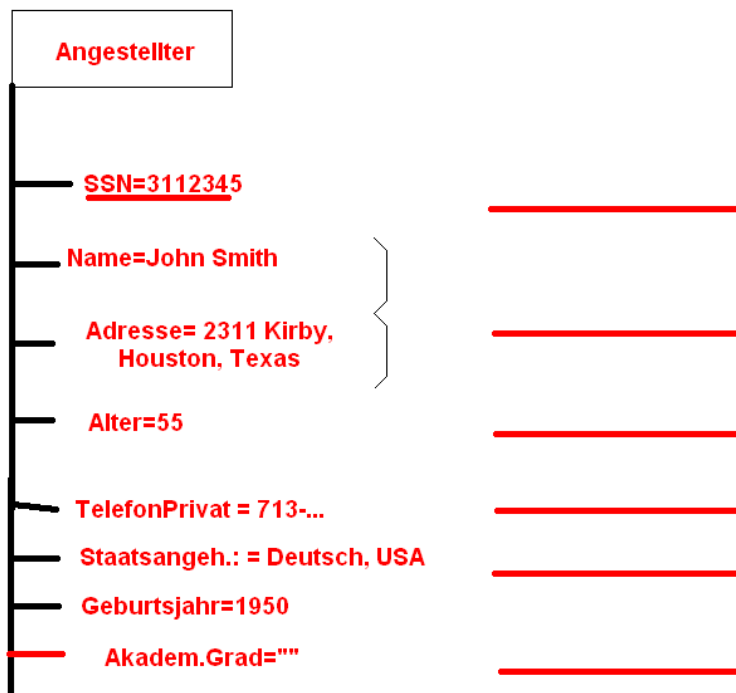 Angestellter
SSN=3112345
Name=John Smith
Adresse= 2311 Kirby,
Houston, Texas
Alter=55
TelefonPrivat = 713-...
Staatsangeh.: = Deutsch, USA
Geburtsjahr=1950
Akadem.Grad=""